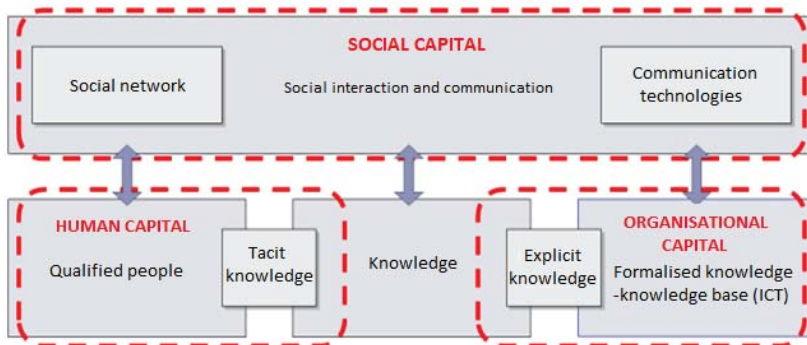 SOCIAL CAPITAL
Social network
Social interaction and communication
Communication
technologies
HUMAN CAPITAL
Qualified people
Tacit
knowledge
Knowledge
Explicit
knowledge
ORGANISATIONAL
CAPITAL
Formalised knowledge
-knowledge base (ICT)